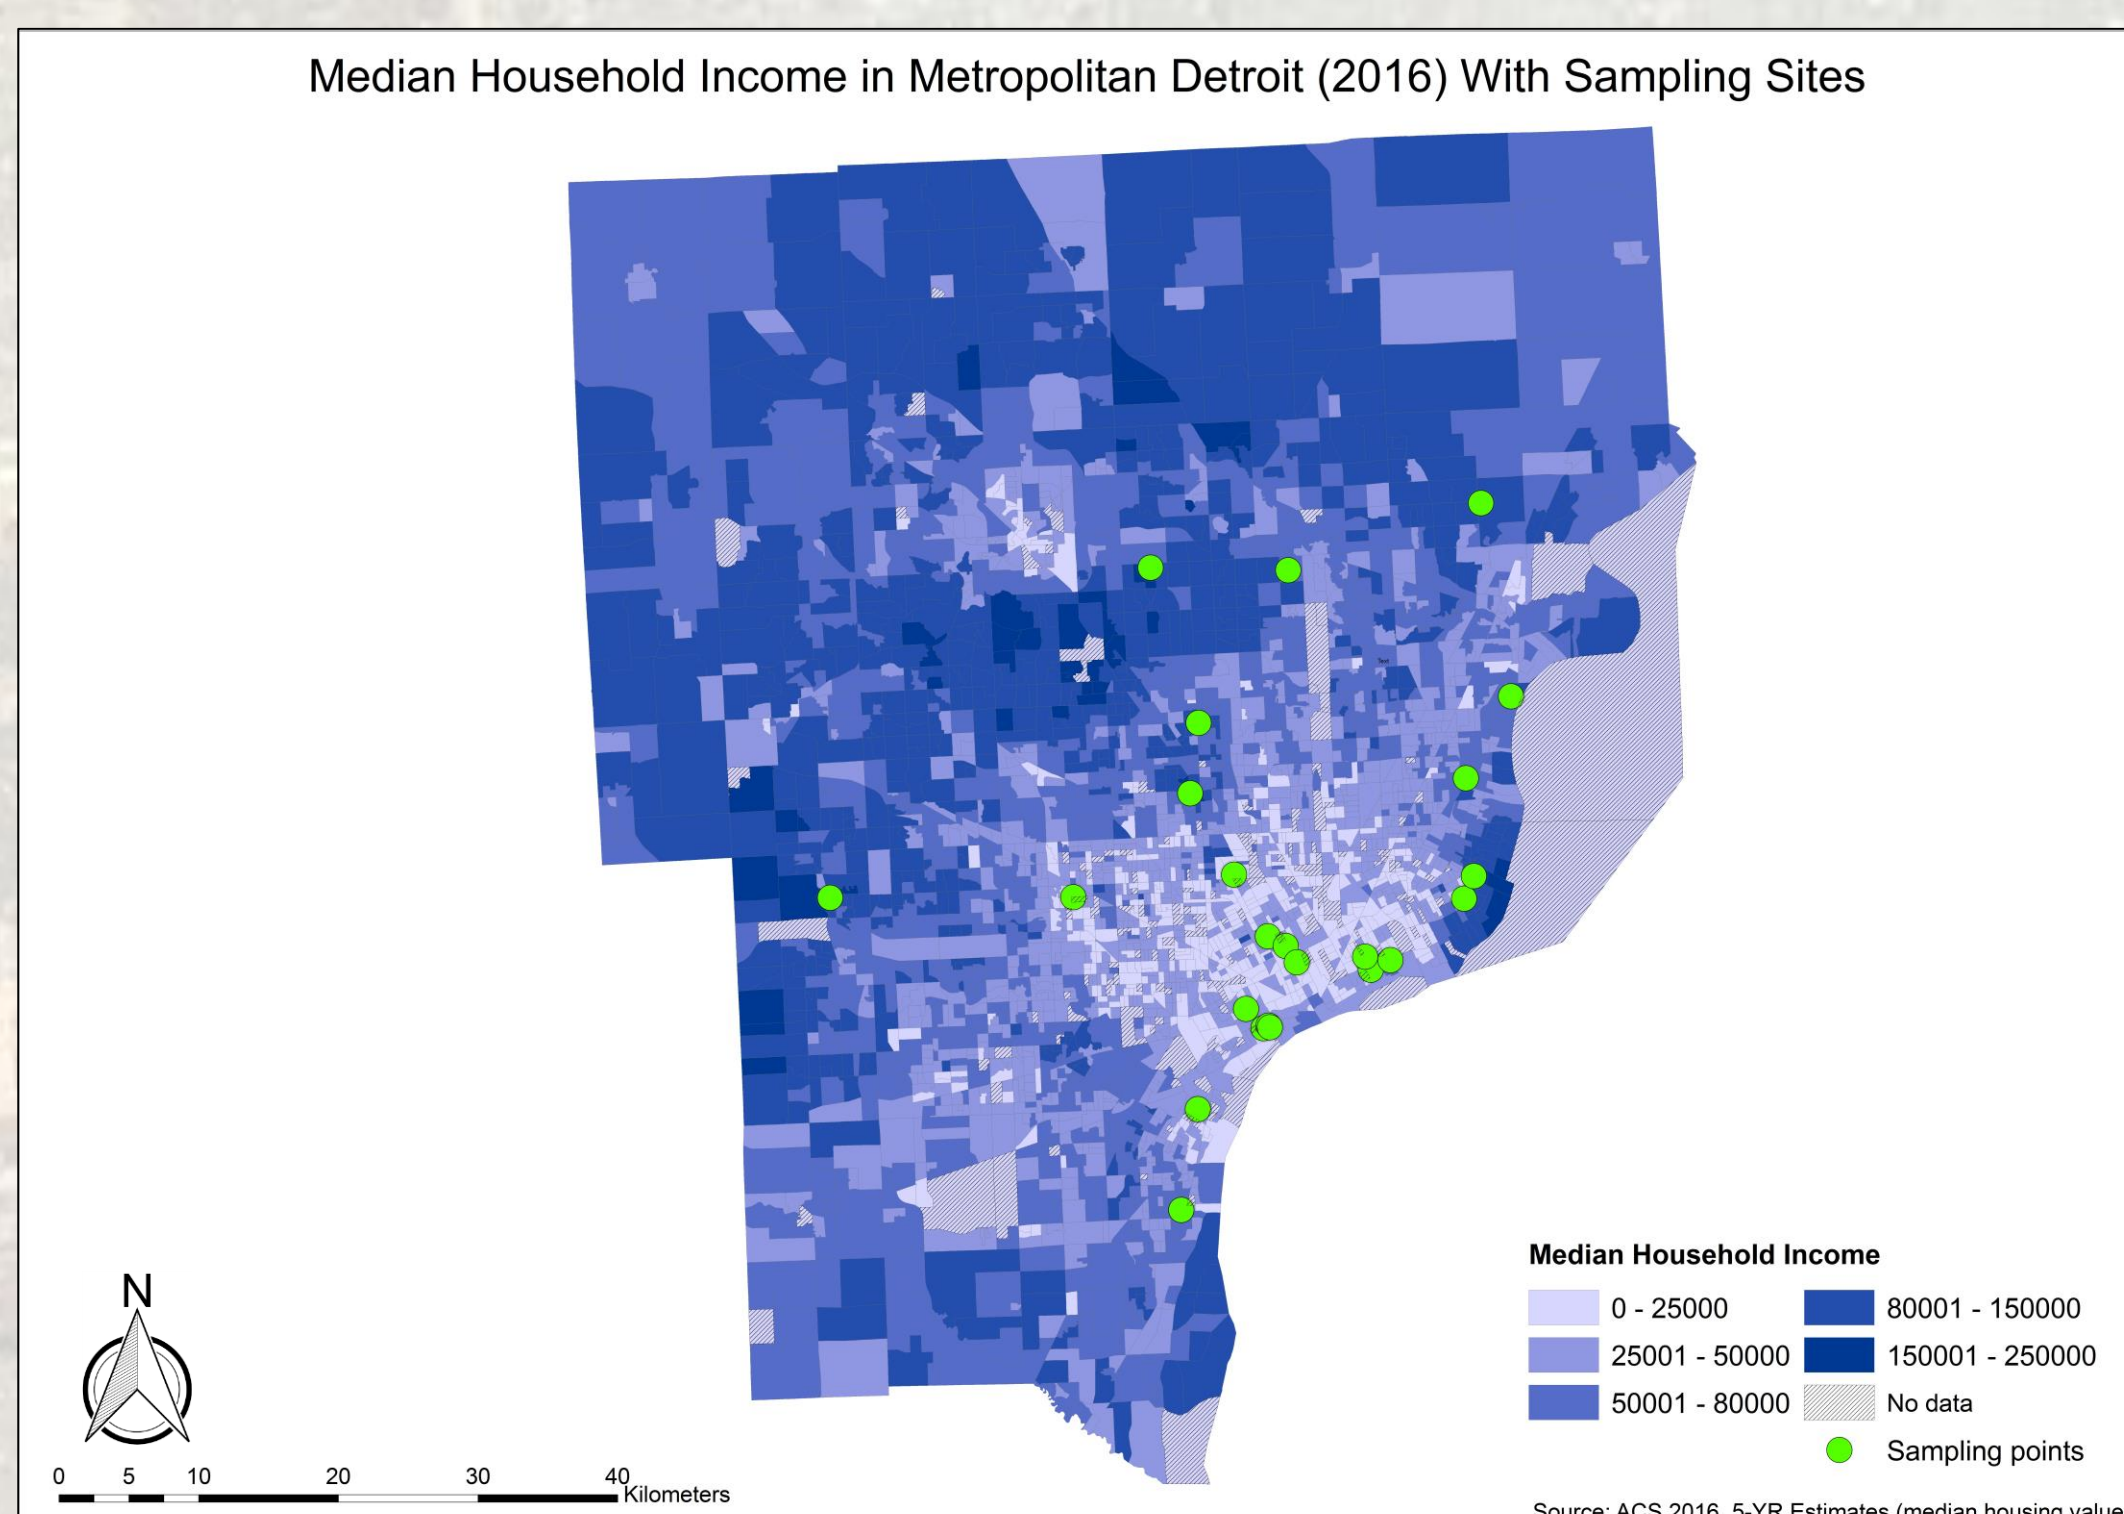 Median Household Income in Metropolitan Detroit (2016) With Sampling Sites
N
0 5 10 20 30 40
Kilometers
Median Household Income
0 - 25000
25001 - 50000
50001 - 80000
80001 - 150000
150001 - 250000
No data
Sampling points
Source: ACS 2016, 5-YR Estimates (median housing value